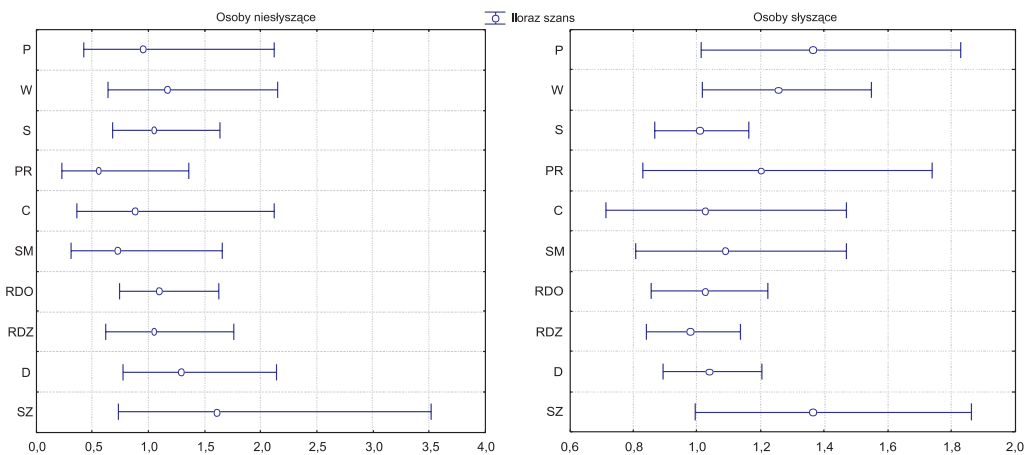 Osoby niesłyszące
Iloraz szans
Osoby słyszące
P
W
S
PR
C
SM
RDO
RDZ
D
SZ
0,0 0,5 1,0 1,5 2,0 2,5 3,0 3,5 4,0
P
W
S
PR
C
SM
RDO
RDZ
D
SZ
0,6 0,8 1,0 1,2 1,4 1,6 1,8 2,0